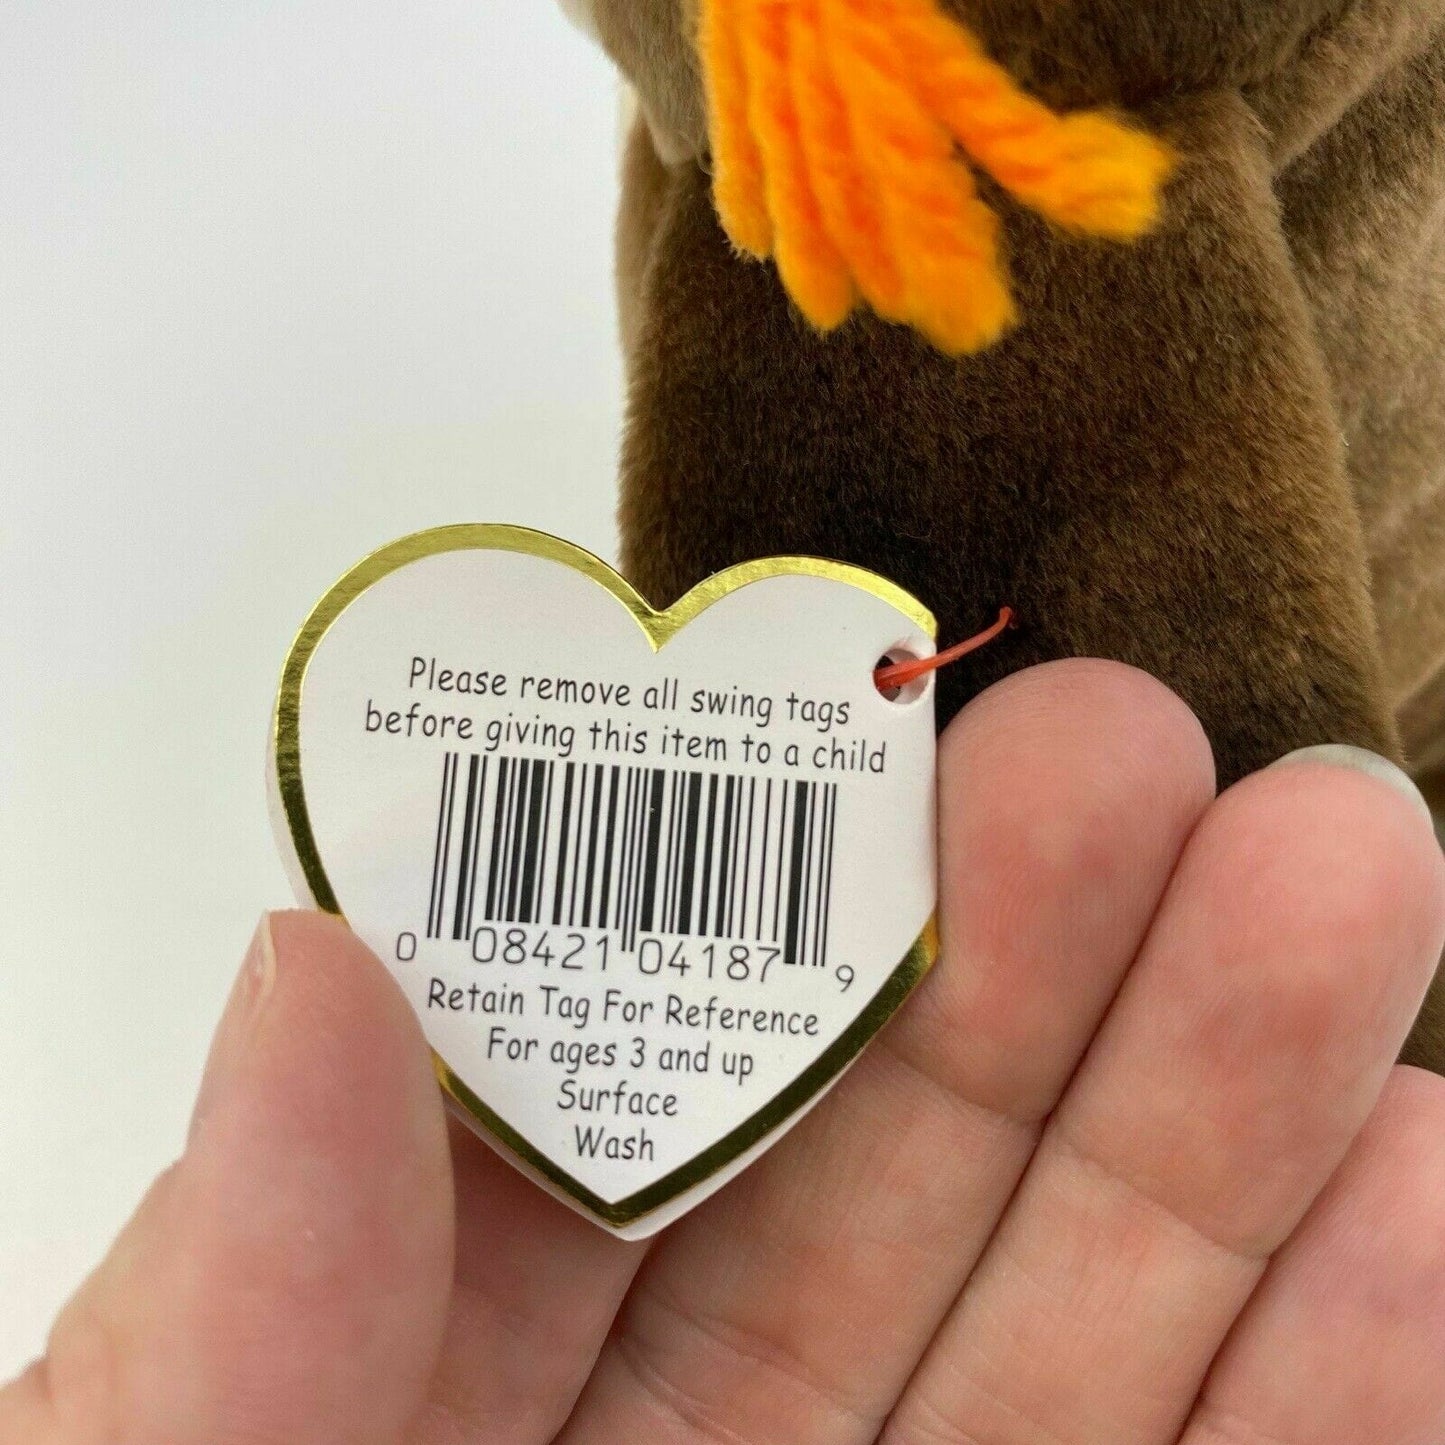 Please remove all swing tags
before giving this item to a child
0 08421 04187 9
Retain Tag For Reference
For ages 3 and up
Surface
Wash